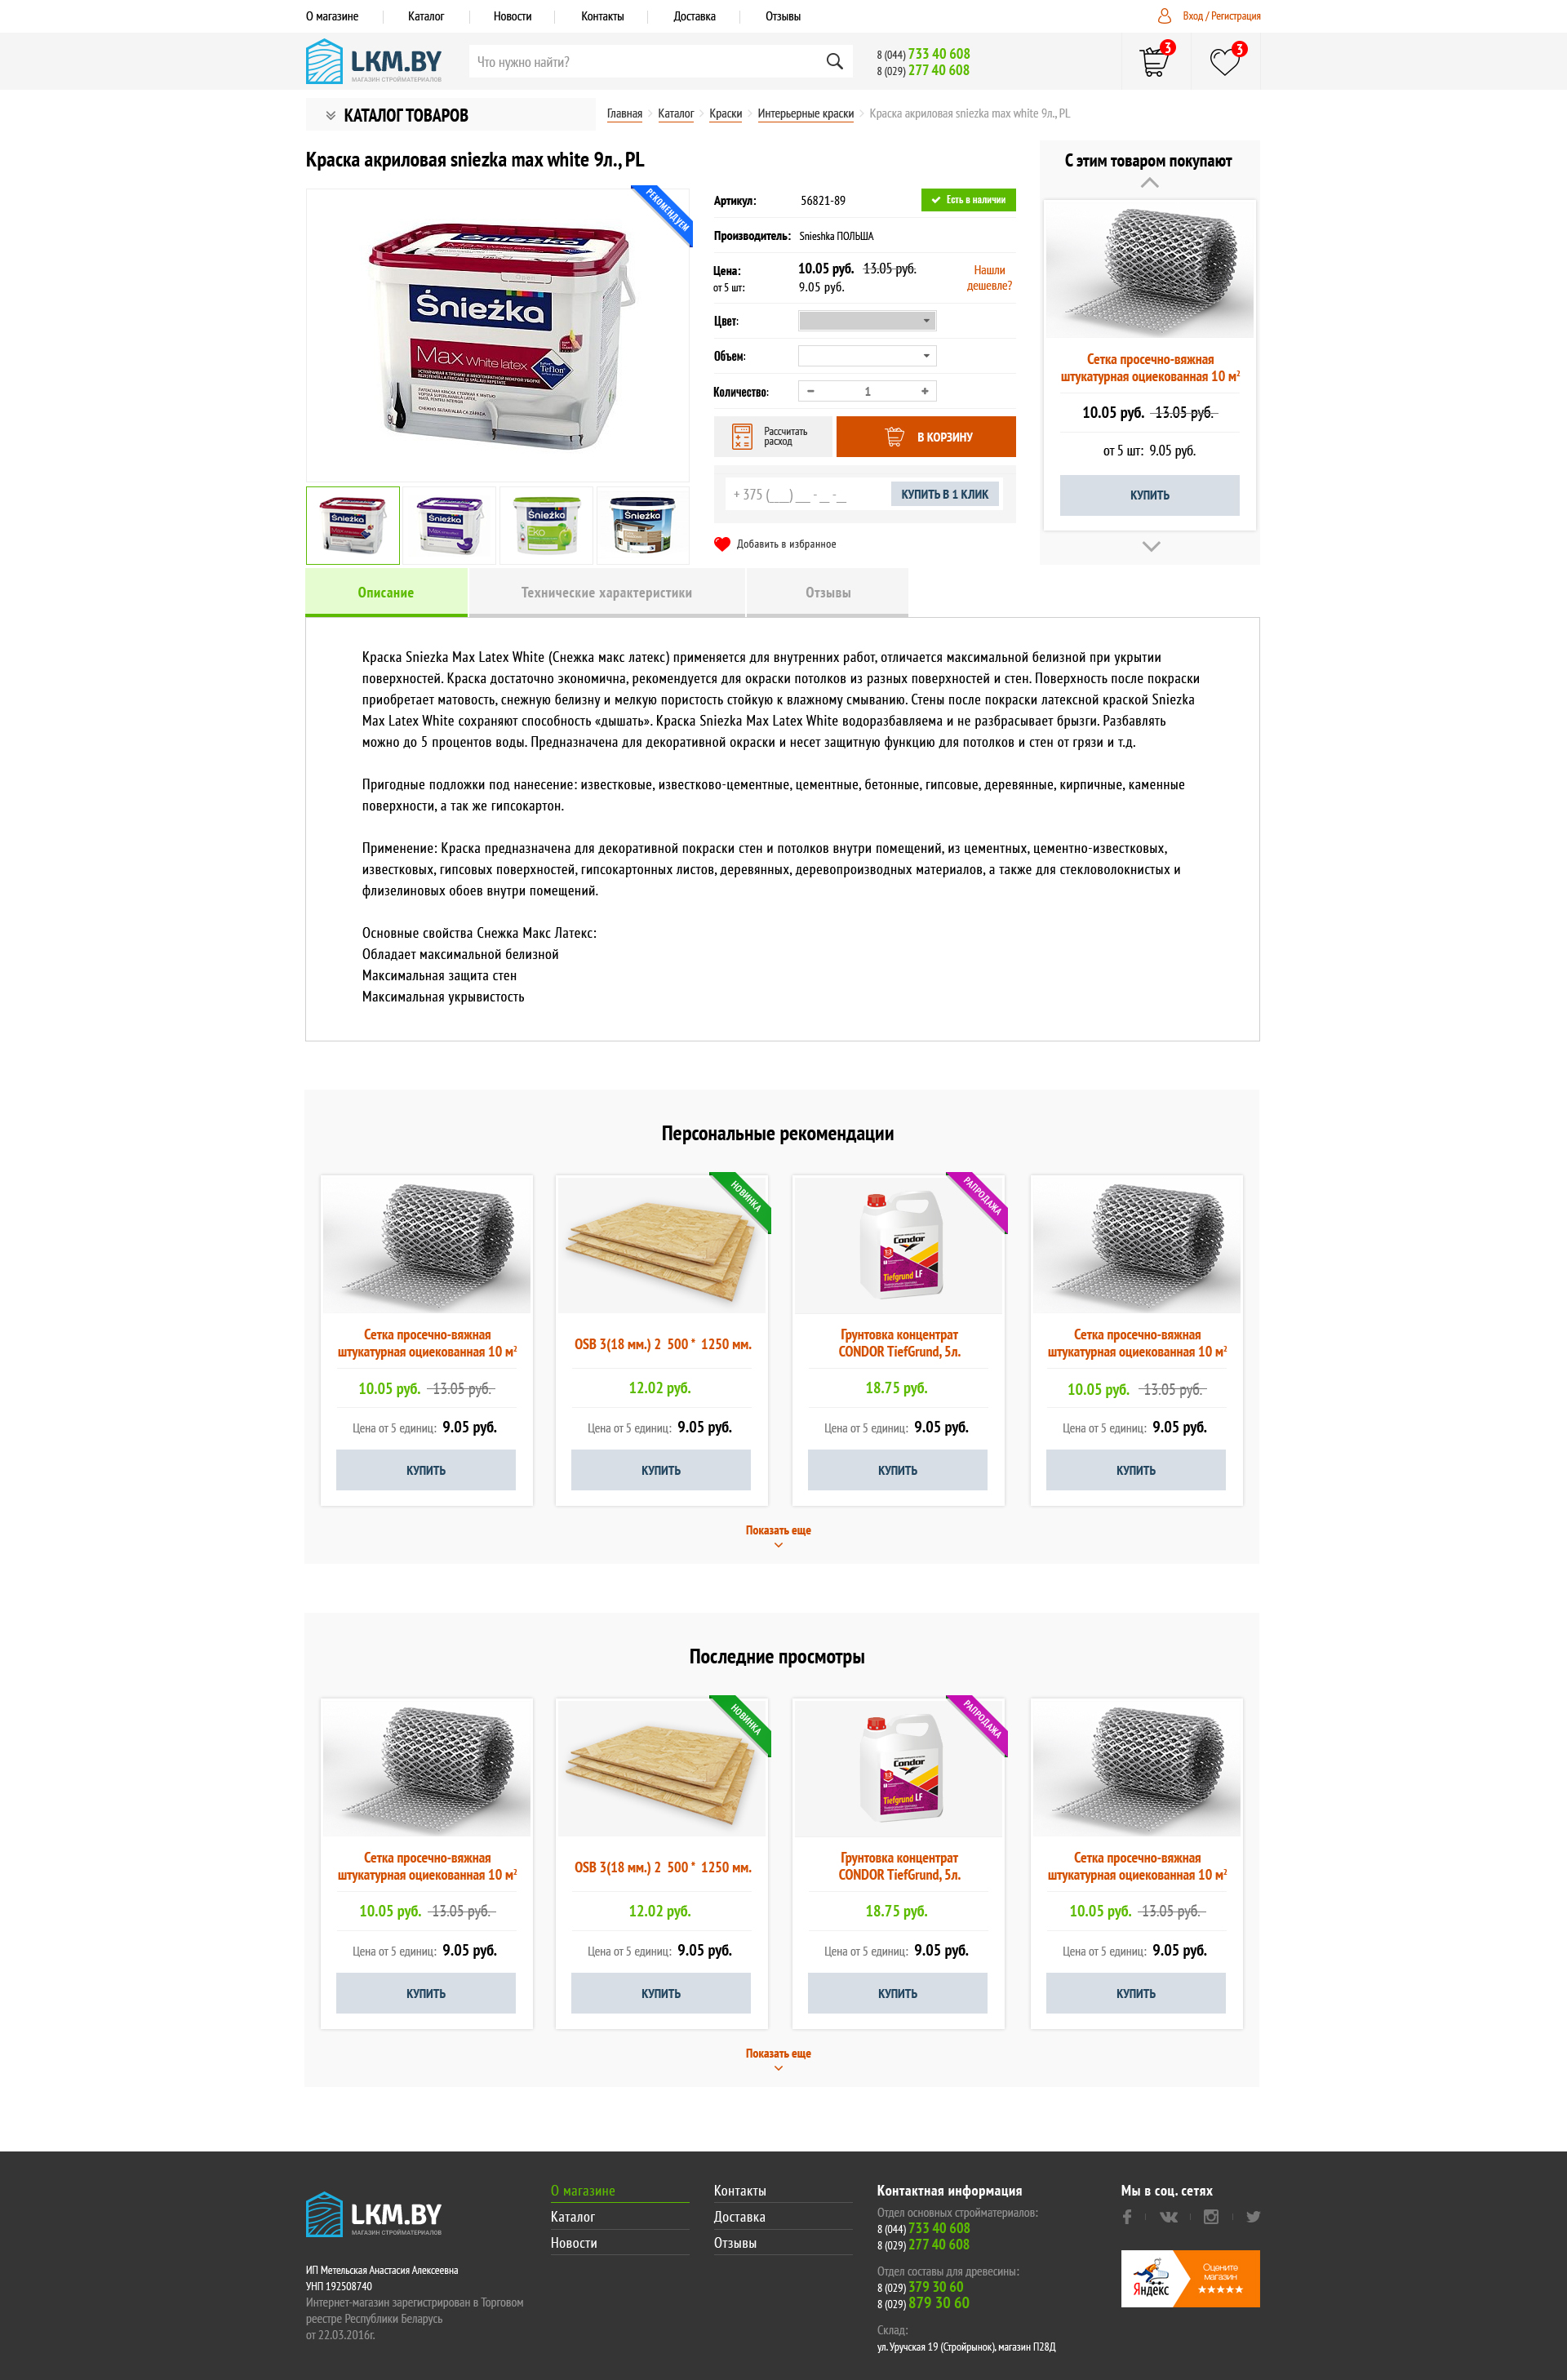 О магазине
Каталог
Новости
Контакты
Доставка
Отзывы
Вход / Регистрация
LKM.BY
МАГАЗИН СТРОЙМАТЕРИАЛОВ
Что нужно найти?
8 (044) 733 40 608
8 (029) 277 40 608
3
3
КАТАЛОГ ТОВАРОВ
Главная
Каталог
Краски
Интерьерные краски
Краска акриловая sniezka max white 9л., PL
Краска акриловая sniezka max white 9л., PL
РЕКОМЕНДУЕМ
Śnieżka
Max White latex
Teflon
Śnieżka
Śnieżka
Śnieżka
EKO
Śnieżka
Артикул: 56821-89
Есть в наличии
Производитель: Snieshka ПОЛЬША
Цена: 10.05 руб. 13.05 руб.
от 5 шт: 9.05 руб.
Нашли
дешевле?
Цвет:
Объем:
Количество: 1
Рассчитать
расход
В КОРЗИНУ
+ 375 (___) ___ - __ -__
КУПИТЬ В 1 КЛИК
Добавить в избранное
С этим товаром покупают
Сетка просечно-вяжная
штукатурная оциекованная 10 м²
10.05 руб. 13.05 руб.
от 5 шт: 9.05 руб.
КУПИТЬ
Описание
Технические характеристики
Отзывы
Краска Sniezka Max Latex White (Снежка макс латекс) применяется для внутренних работ, отличается максимальной белизной при укрытии
поверхностей. Краска достаточно экономична, рекомендуется для окраски потолков из разных поверхностей и стен. Поверхность после покраски
приобретает матовость, снежную белизну и мелкую пористость стойкую к влажному смыванию. Стены после покраски латексной краской Sniezka
Max Latex White сохраняют способность «дышать». Краска Sniezka Max Latex White водоразбавляема и не разбрасывает брызги. Разбавлять
можно до 5 процентов воды. Предназначена для декоративной окраски и несет защитную функцию для потолков и стен от грязи и т.д.
Пригодные подложки под нанесение: известковые, известково-цементные, цементные, бетонные, гипсовые, деревянные, кирпичные, каменные
поверхности, а так же гипсокартон.
Применение: Краска предназначена для декоративной покраски стен и потолков внутри помещений, из цементных, цементно-известковых,
известковых, гипсовых поверхностей, гипсокартонных листов, деревянных, деревопроизводных материалов, а также для стекловолокнистых и
флизелиновых обоев внутри помещений.
Основные свойства Снежка Макс Латекс:
Обладает максимальной белизной
Максимальная защита стен
Максимальная укрывистость
Персональные рекомендации
НОВИНКА
РАПРОДАЖА
Condor
Tiefgrund LF
Сетка просечно-вяжная
штукатурная оциекованная 10 м²
10.05 руб. 13.05 руб.
Цена от 5 единиц: 9.05 руб.
КУПИТЬ
OSB 3(18 мм.) 2 500 * 1250 мм.
12.02 руб.
Цена от 5 единиц: 9.05 руб.
КУПИТЬ
Грунтовка концентрат
CONDOR TiefGrund, 5л.
18.75 руб.
Цена от 5 единиц: 9.05 руб.
КУПИТЬ
Сетка просечно-вяжная
штукатурная оциекованная 10 м²
10.05 руб. 13.05 руб.
Цена от 5 единиц: 9.05 руб.
КУПИТЬ
Показать еще
Последние просмотры
НОВИНКА
РАПРОДАЖА
Condor
Tiefgrund LF
Сетка просечно-вяжная
штукатурная оциекованная 10 м²
10.05 руб. 13.05 руб.
Цена от 5 единиц: 9.05 руб.
КУПИТЬ
OSB 3(18 мм.) 2 500 * 1250 мм.
12.02 руб.
Цена от 5 единиц: 9.05 руб.
КУПИТЬ
Грунтовка концентрат
CONDOR TiefGrund, 5л.
18.75 руб.
Цена от 5 единиц: 9.05 руб.
КУПИТЬ
Сетка просечно-вяжная
штукатурная оциекованная 10 м²
10.05 руб. 13.05 руб.
Цена от 5 единиц: 9.05 руб.
КУПИТЬ
Показать еще
LKM.BY
МАГАЗИН СТРОЙМАТЕРИАЛОВ
ИП Метельская Анастасия Алексеевна
УНП 192508740
Интернет-магазин зарегистрирован в Торговом
реестре Республики Беларусь
от 22.03.2016г.
О магазине
Каталог
Новости
Контакты
Доставка
Отзывы
Контактная информация
Отдел основных стройматериалов:
8 (044) 733 40 608
8 (029) 277 40 608
Отдел составы для древесины:
8 (029) 379 30 60
8 (029) 879 30 60
Склад:
ул. Уручская 19 (Стройрынок), магазин П28Д
Мы в соц. сетях
Яндекс
Оцените
магазин